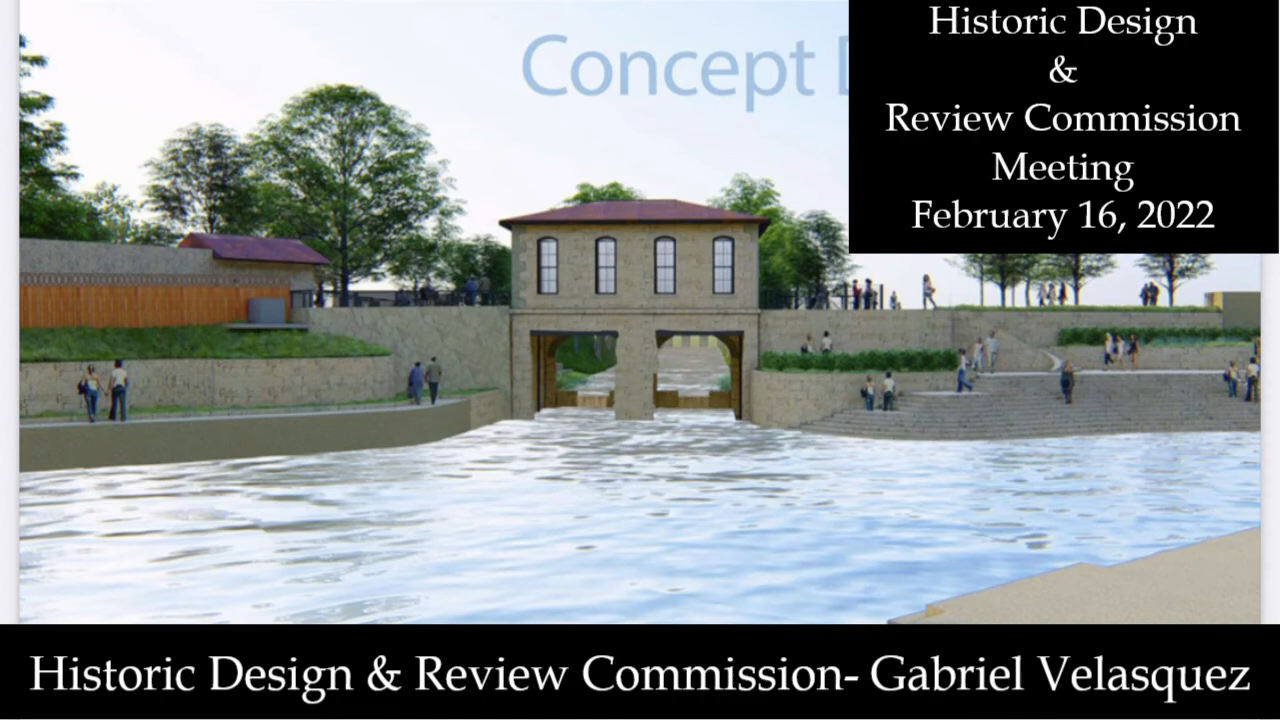 Concept
Historic Design
&
Review Commission
Meeting
February 16, 2022
Historic Design & Review Commission- Gabriel Velasquez